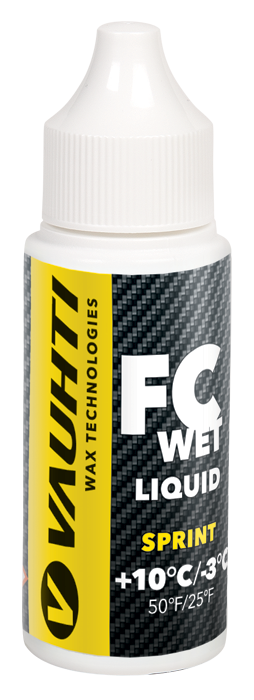 VAUHTI
WAX TECHNOLOGIES
FC
WET
LIQUID
SPRINT
+10°C/-3°C
50°F/25°F